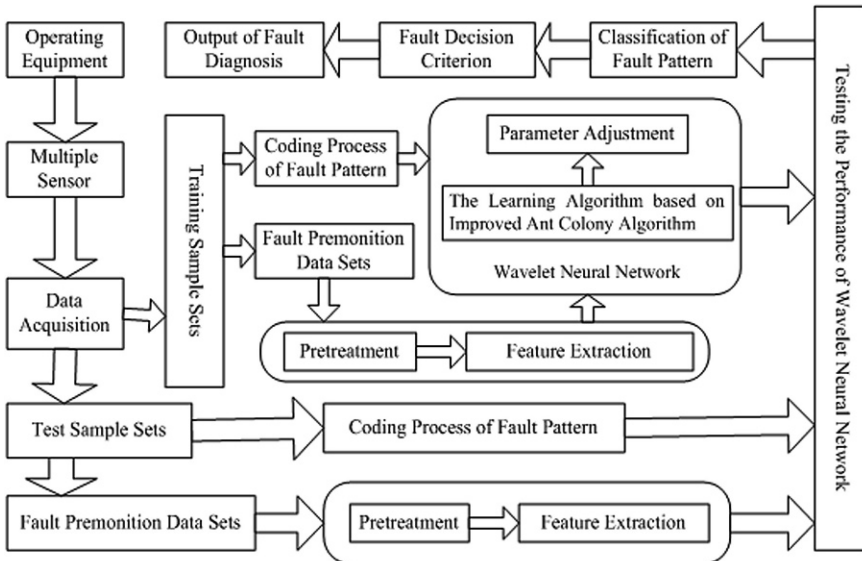 Operating
Equipment
Output of Fault
Diagnosis
Fault Decision
Criterion
Classification of
Fault Pattern
Testing the Performance of Wavelet Neural Network
Multiple
Sensor
Training Sample Sets
Coding Process
of Fault Pattern
Parameter Adjustment
The Learning Algorithm based on
Improved Ant Colony Algorithm
Wavelet Neural Network
Fault Premonition
Data Sets
Data
Acquisition
Pretreatment
Feature Extraction
Test Sample Sets
Coding Process of Fault Pattern
Fault Premonition Data Sets
Pretreatment
Feature Extraction